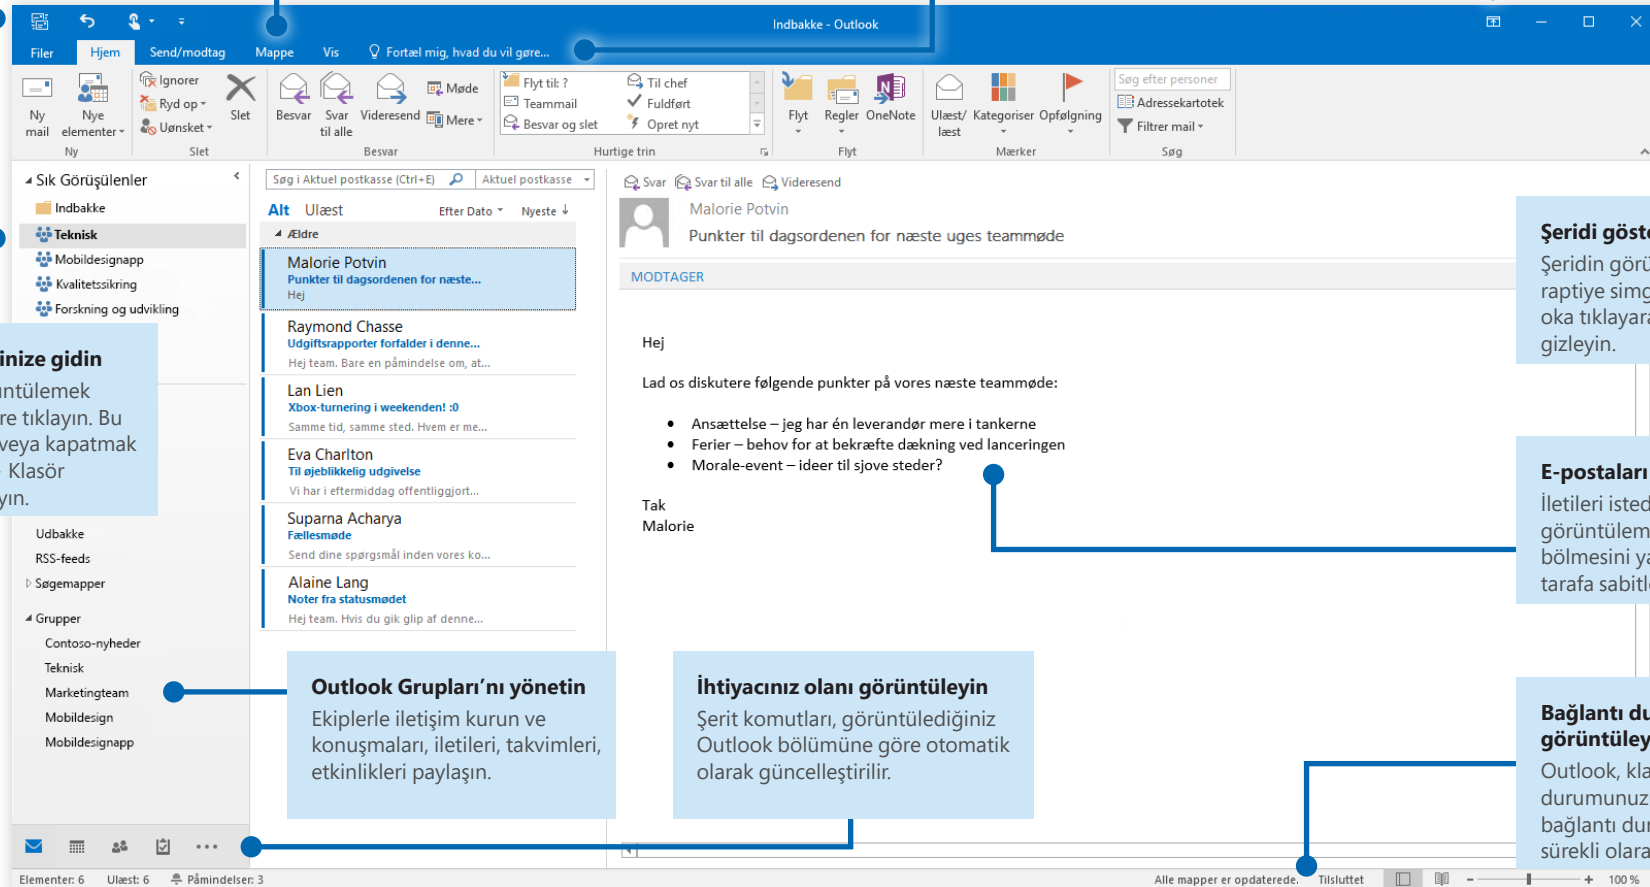 Indbakke - Outlook
Filer Hjem Send/modtag Mappe Vis Fortæl mig, hvad du vil gøre...
Ny mail
Nye elementer
Ny
Ignorer
Ryd op
Uønsket
Slet
Slet
Besvar
Svar til alle
Videresend
Møde
Mere
Besvar
Flyt til: ?
Teammail
Besvar og slet
Til chef
Fuldført
Opret nyt
Hurtige trin
Flyt
Regler
OneNote
Flyt
Ulæst/læst
Kategoriser
Opfølgning
Mærker
Søg efter personer
Adressekartotek
Filtrer mail
Søg
Sık Görüşülenler
Indbakke
Teknisk
Mobildesignapp
Kvalitetssikring
Forskning og udvikling
inize gidin
re tıklayın. Bu
veya kapatmak
Klasör
Udbakke
RSS-feeds
Søgemapper
Grupper
Contoso-nyheder
Teknisk
Marketingteam
Mobildesign
Mobildesignapp
Søg i Aktuel postkasse (Ctrl+E) Aktuel postkasse
Alt Ulæst Efter Dato Nyeste
Ældre
Malorie Potvin
Punkter til dagsordenen for næste...
Hej
Raymond Chasse
Udgiftsrapporter forfalder i denne...
Hej team. Bare en påmindelse om, at...
Lan Lien
Xbox-turnering i weekenden! :0
Samme tid, samme sted. Hvem er me...
Eva Charlton
Til øjeblikkelig udgivelse
Vi har i eftermiddag offentliggjort...
Suparna Acharya
Fællesmøde
Send dine spørgsmål inden vores ko...
Alaine Lang
Noter fra statusmødet
Hej team. Hvis du gik glip af denne...
Svar Svar til alle Videresend
Malorie Potvin
Punkter til dagsordenen for næste uges teammøde
MODTAGER
Hej
Lad os diskutere følgende punkter på vores næste teammøde:
• Ansættelse – jeg har én leverandør mere i tankerne
• Ferier – behov for at bekræfte dækning ved lanceringen
• Morale-event – ideer til sjove steder?
Tak
Malorie
Outlook Grupları’nı yönetin
Ekiplerle iletişim kurun ve
konuşmaları, iletileri, takvimleri,
etkinlikleri paylaşın.
İhtiyacınız olanı görüntüleyin
Şerit komutları, görüntülediğiniz
Outlook bölümüne göre otomatik
olarak güncelleştirilir.
Şeridi göste
Şeridin görü
raptiye simg
oka tıklayara
gizleyin.
E-postaları
İletileri isted
görüntülem
bölmesini ya
tarafa sabitl
Bağlantı du
görüntüley
Outlook, kla
durumunuz
bağlantı du
sürekli olara
Elementer: 6 Ulæst: 6 Påmindelser: 3 Alle mapper er opdaterede. Tilsluttet 100 %